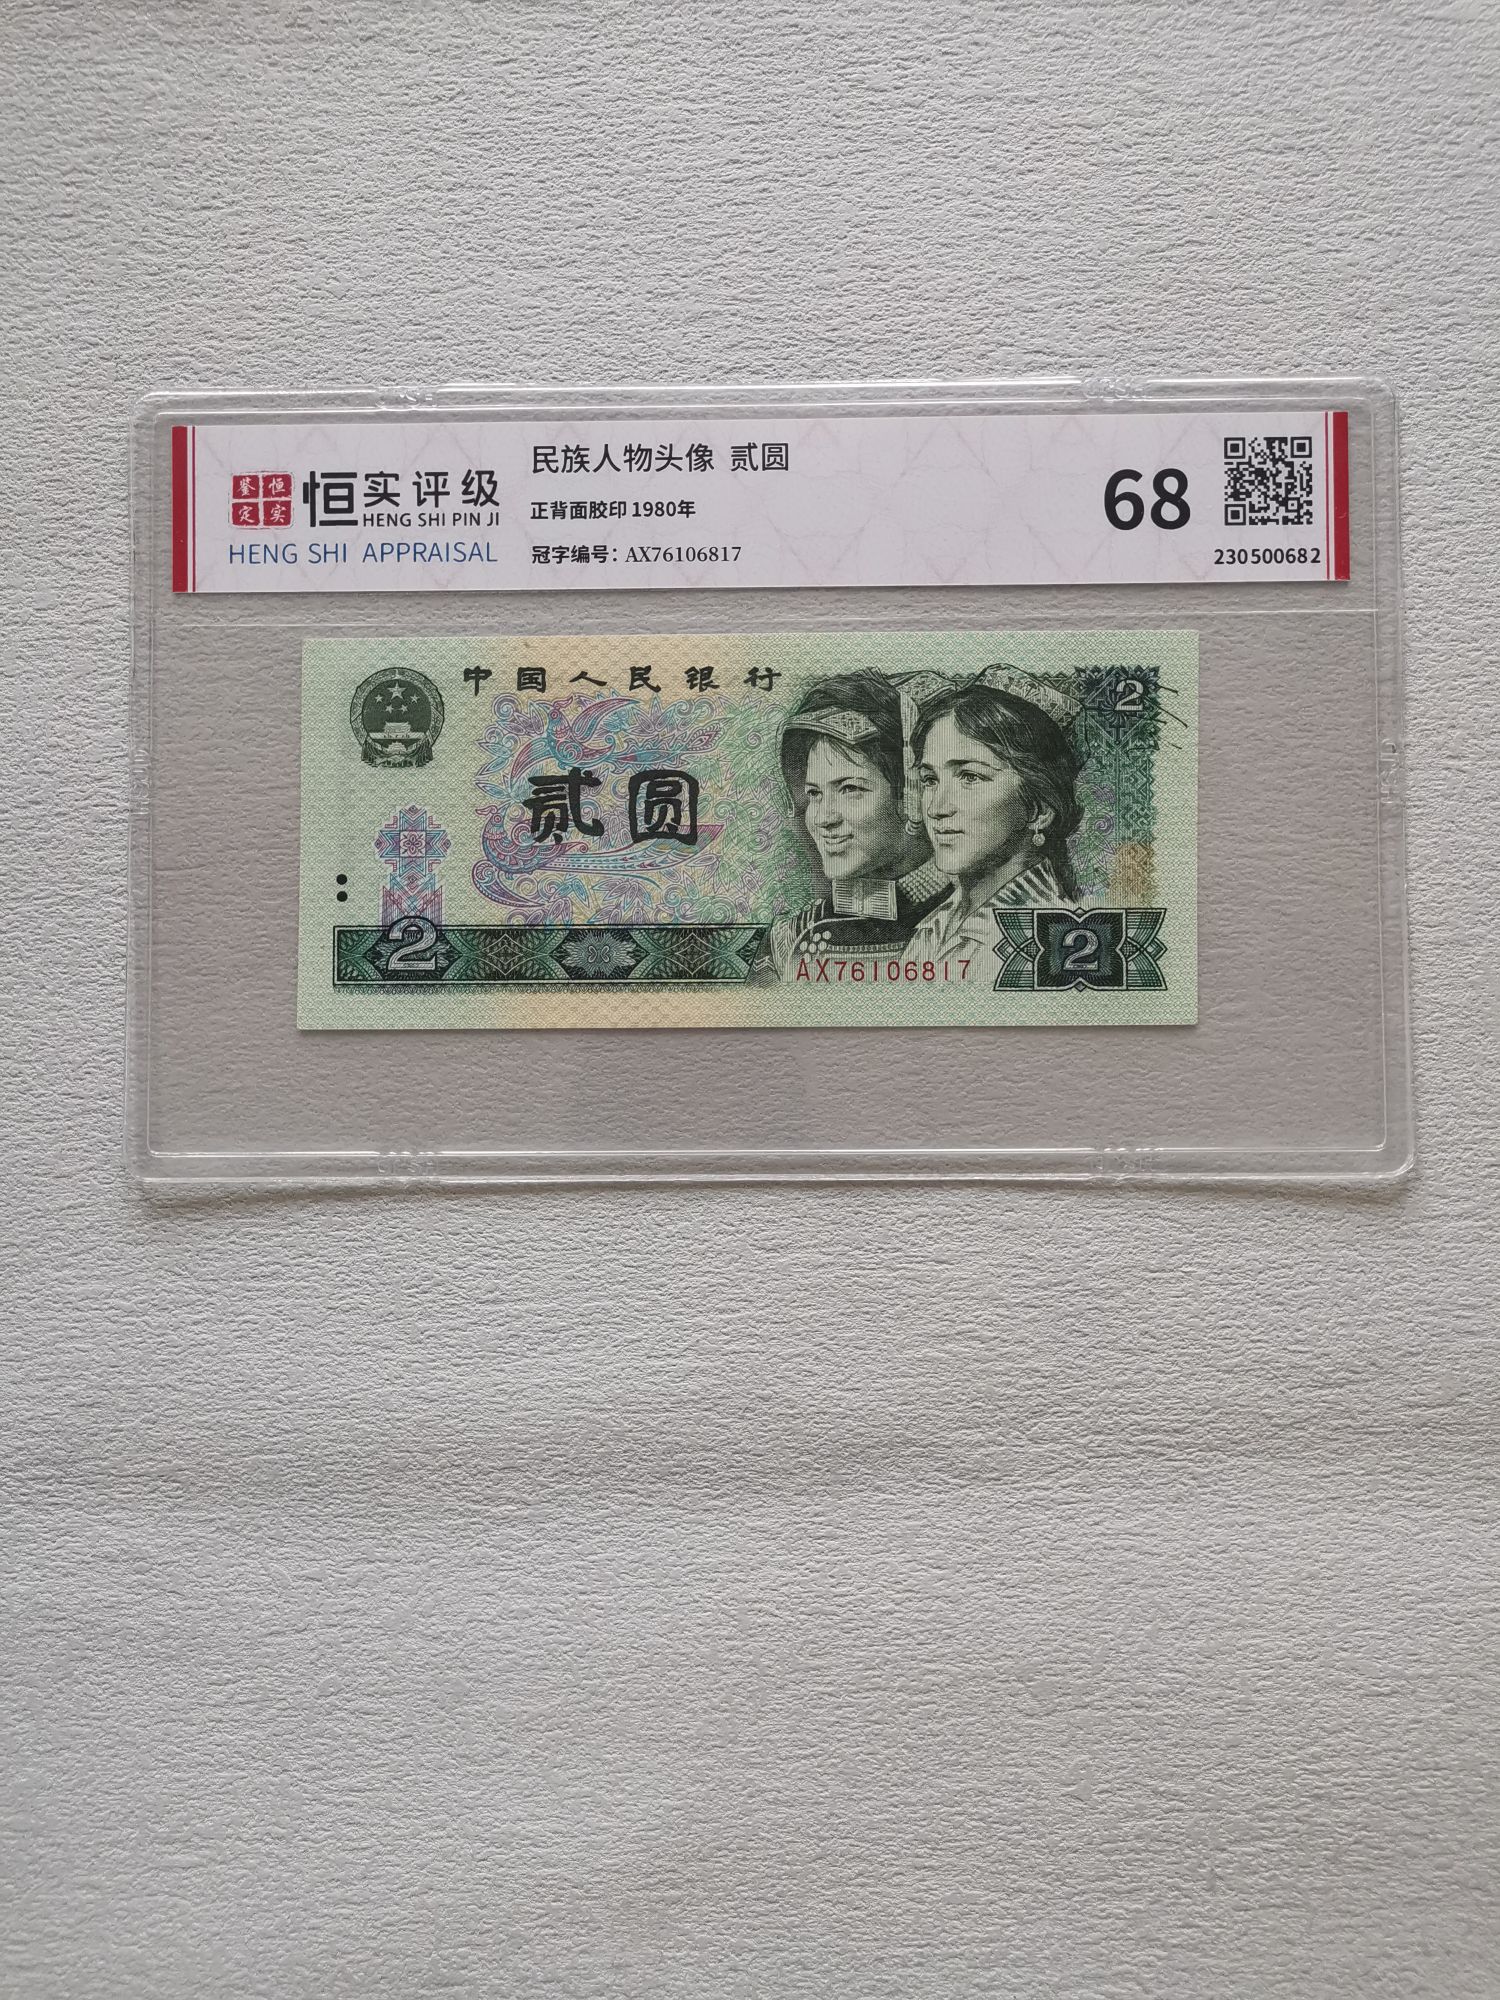 鉴 恒
定 实
恒实评级
HENG SHI PIN JI
HENG SHI APPRAISAL
民族人物头像 贰圆
正背面胶印 1980年
冠字编号: AX76106817
68
230500682
中国人民银行
2
贰圆
2
AX76106817
2